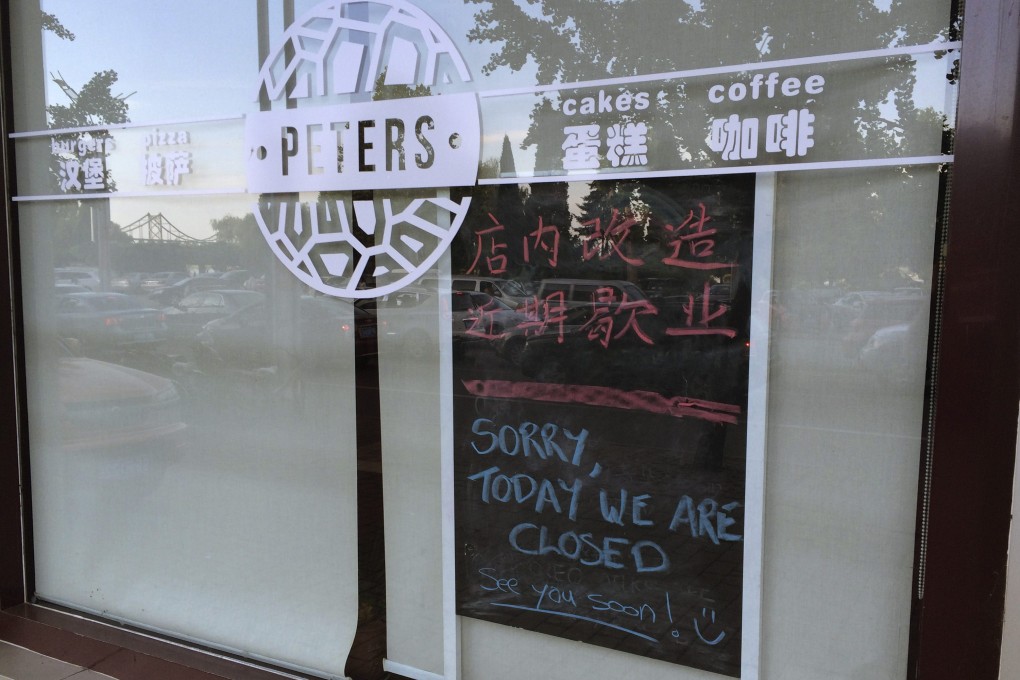 burgers
汉堡
pizza
披萨
PETERS
cakes
蛋糕
coffee
咖啡
店内改造
近期歇业
SORRY,
TODAY WE ARE
CLOSED
See you soon!